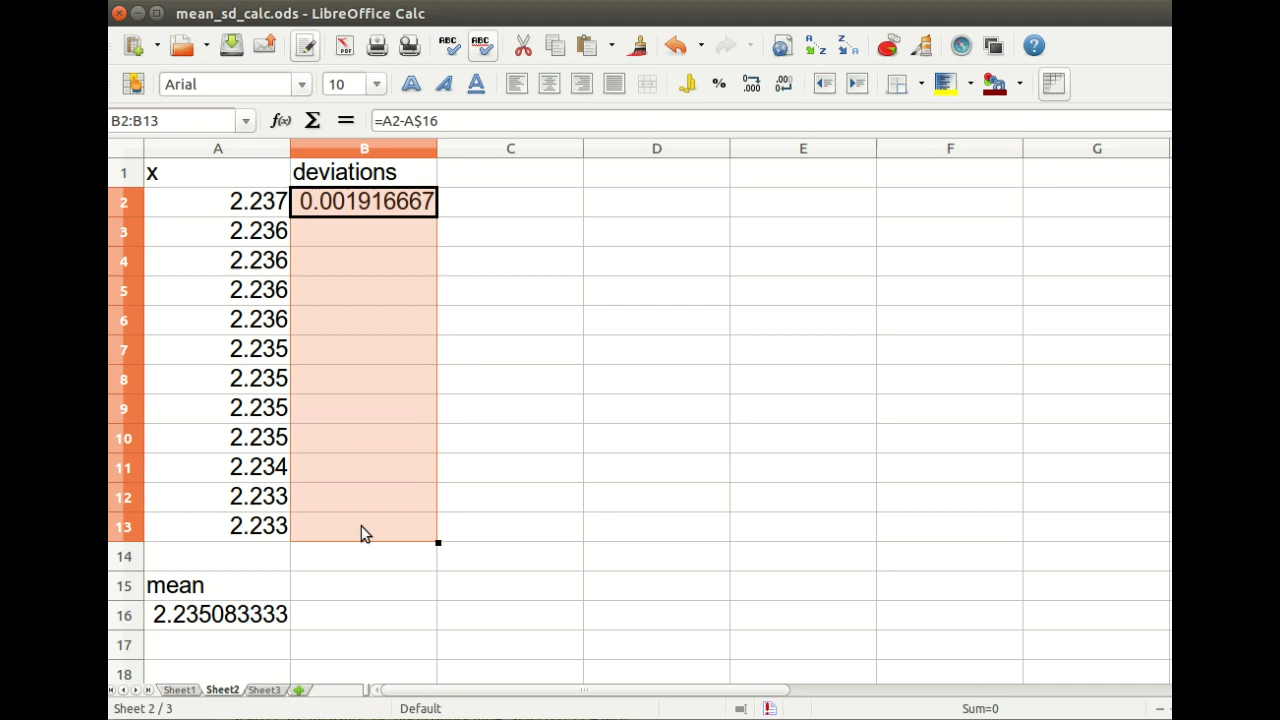 mean_sd_calc.ods - LibreOffice Calc
Arial 10
B2:B13 =A2-A$16
A B C D E F G
1 x deviations
2 2.237 0.001916667
3 2.236
4 2.236
5 2.236
6 2.236
7 2.235
8 2.235
9 2.235
10 2.235
11 2.234
12 2.233
13 2.233
14
15 mean
16 2.235083333
17
18
Sheet1 Sheet2 Sheet3
Sheet 2 / 3 Default Sum=0